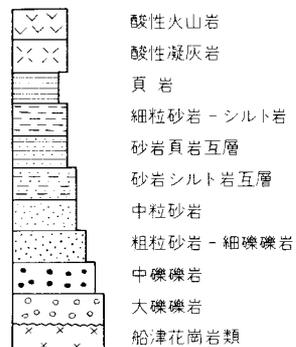 酸性火山岩
酸性凝灰岩
頁 岩
細粒砂岩－シルト岩
砂岩頁岩互層
砂岩シルト岩互層
中粒砂岩
粗粒砂岩－細礫礫岩
中礫礫岩
大礫礫岩
船津花崗岩類